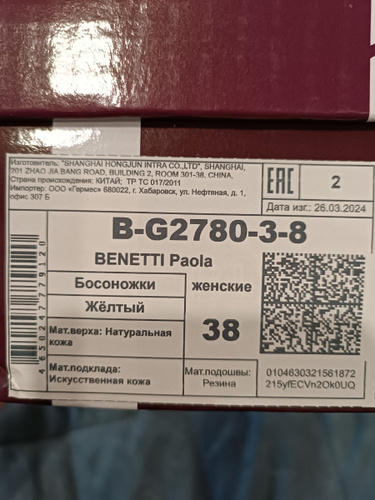 Изготовитель: "SHANGHAI HONGJUN INTRA CO.,LTD", SHANGHAI,
701 ZHAO JIA BANG ROAD, BUILDING 2, ROOM 301-38, CHINA,
Страна происхождения: КИТАЙ; ТР ТС 017/2011
Импортер: ООО «Гермес» 680022, г. Хабаровск, ул. Нефтяная, д. 1,
офис 307 Б
ЕАС
2
Дата изг.: 26.03.2024
B-G2780-3-8
BENETTI Paola
Босоножки
женские
Жёлтый
38
Мат.верха: Натуральная
кожа
Мат.подклада:
Искусственная кожа
Мат.подошвы:
Резина
0104630321561872
215yfECVn2Ok0UQ
4650247779120